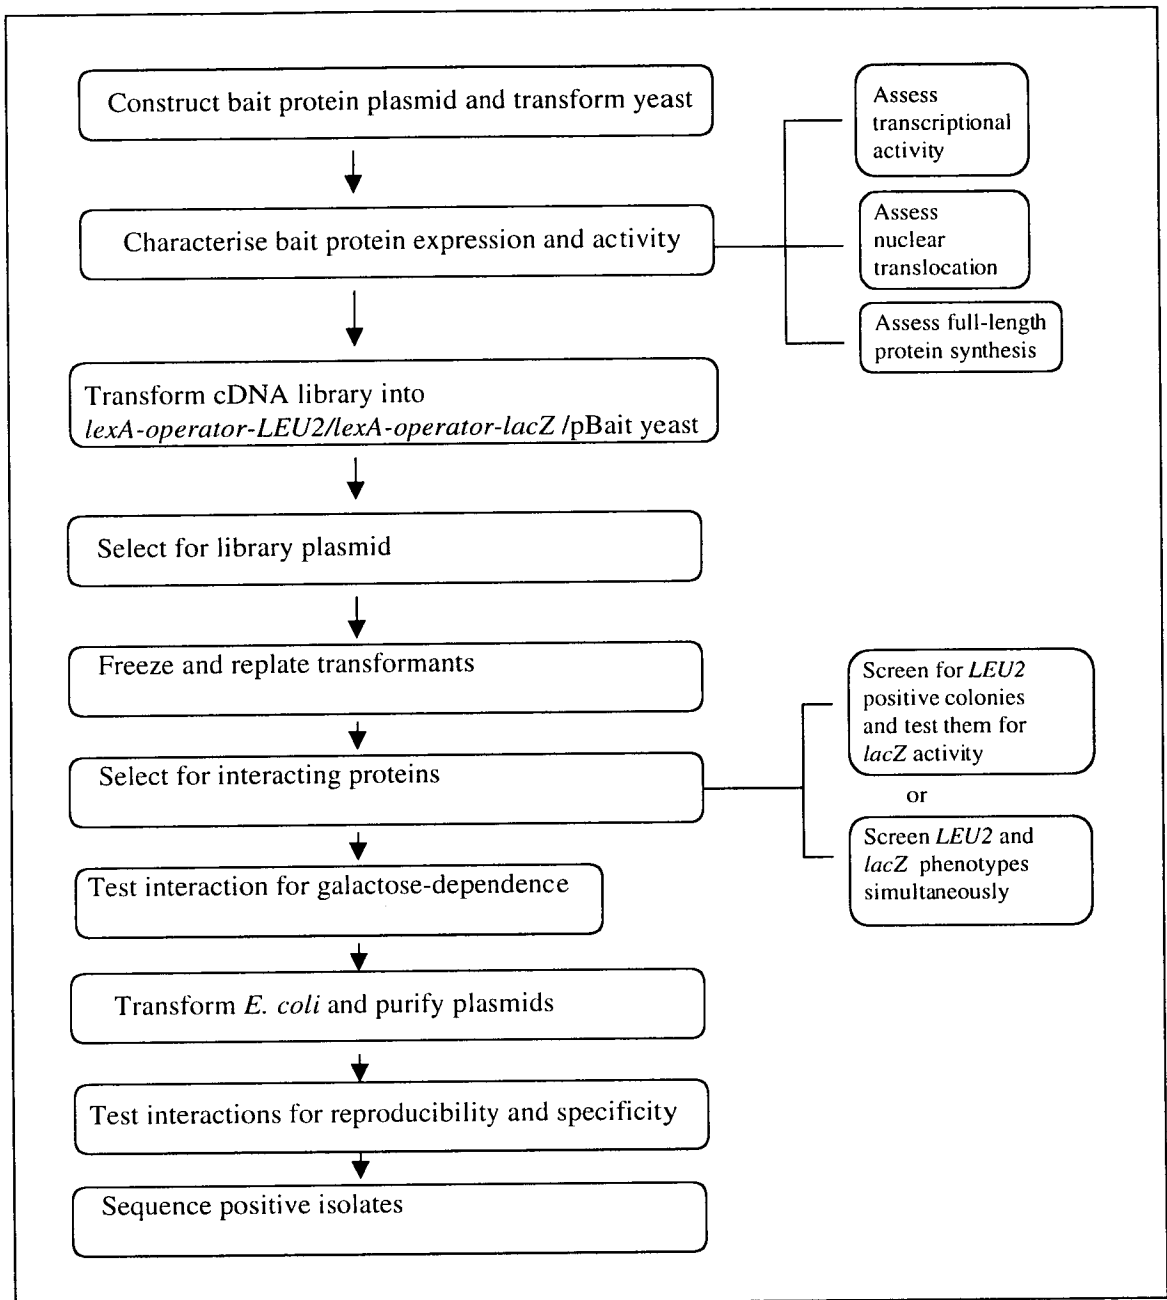 Construct bait protein plasmid and transform yeast
Assess
transcriptional
activity
Characterise bait protein expression and activity
Assess
nuclear
translocation
Assess full-length
protein synthesis
Transform cDNA library into
lexA-operator-LEU2/lexA-operator-lacZ /pBait yeast
Select for library plasmid
Freeze and replate transformants
Select for interacting proteins
Screen for LEU2
positive colonies
and test them for
lacZ activity
or
Screen LEU2 and
lacZ phenotypes
simultaneously
Test interaction for galactose-dependence
Transform E. coli and purify plasmids
Test interactions for reproducibility and specificity
Sequence positive isolates